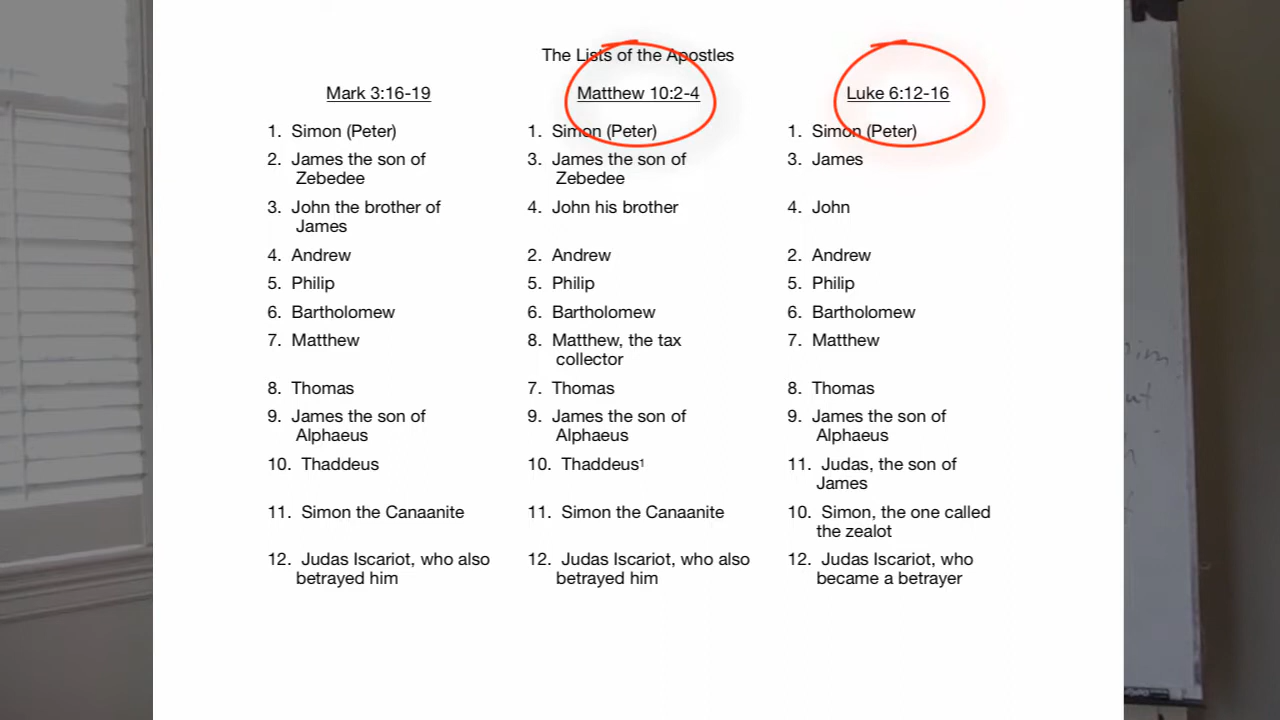 The Lists of the Apostles
Mark 3:16-19
1. Simon (Peter)
2. James the son of
Zebedee
3. John the brother of
James
4. Andrew
5. Philip
6. Bartholomew
7. Matthew
8. Thomas
9. James the son of
Alphaeus
10. Thaddeus
11. Simon the Canaanite
12. Judas Iscariot, who also
betrayed him
Matthew 10:2-4
1. Simon (Peter)
3. James the son of
Zebedee
4. John his brother
2. Andrew
5. Philip
6. Bartholomew
8. Matthew, the tax
collector
7. Thomas
9. James the son of
Alphaeus
10. Thaddeus¹
11. Simon the Canaanite
12. Judas Iscariot, who also
betrayed him
Luke 6:12-16
1. Simon (Peter)
3. James
4. John
2. Andrew
5. Philip
6. Bartholomew
7. Matthew
8. Thomas
9. James the son of
Alphaeus
11. Judas, the son of
James
10. Simon, the one called
the zealot
12. Judas Iscariot, who
became a betrayer